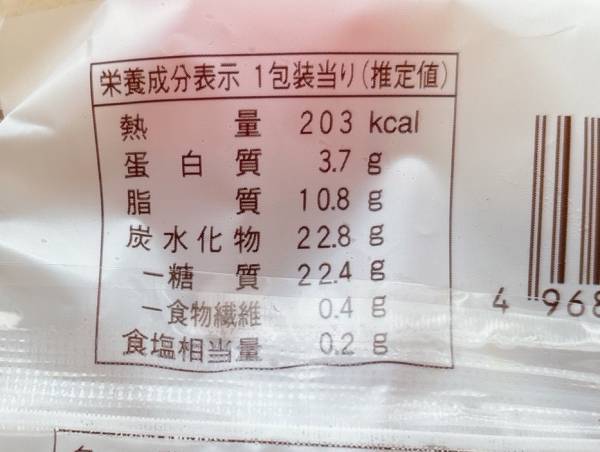 栄養成分表示 1包装当り(推定値)
熱量 203 kcal
蛋白質 3.7 g
脂質 10.8 g
炭水化物 22.8 g
ー糖質 22.4 g
ー食物繊維 0.4 g
食塩相当量 0.2 g
4 968